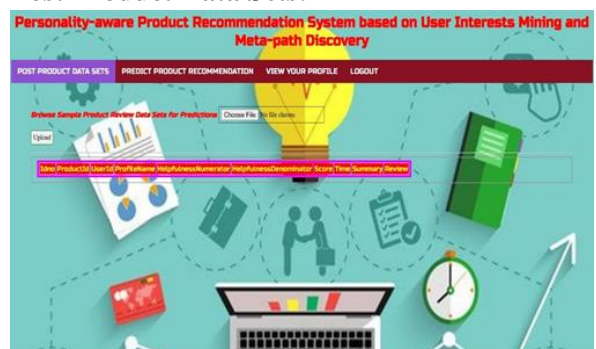 Personality-aware Product Recommendation System based on User Interests Mining and
Meta-path Discovery
POST PRODUCT DATA SETS PREDICT PRODUCT RECOMMENDATION VIEW YOUR PROFILE LOGOUT
Browse Sample Product Review Data Sets for Predictions Choose File No file chosen
Upload
Idno ProductId UserId ProfileName HelpfulnessNumerator HelpfulnessDenominator Score Time Summary Review